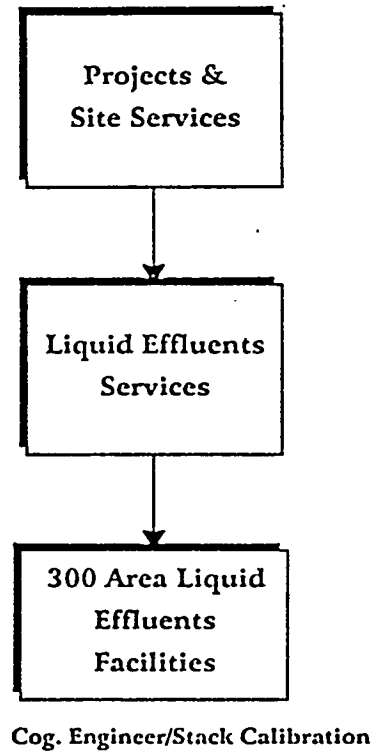 Projects &
Site Services
Liquid Effluents
Services
300 Area Liquid
Effluents
Facilities
Cog. Engineer/Stack Calibration